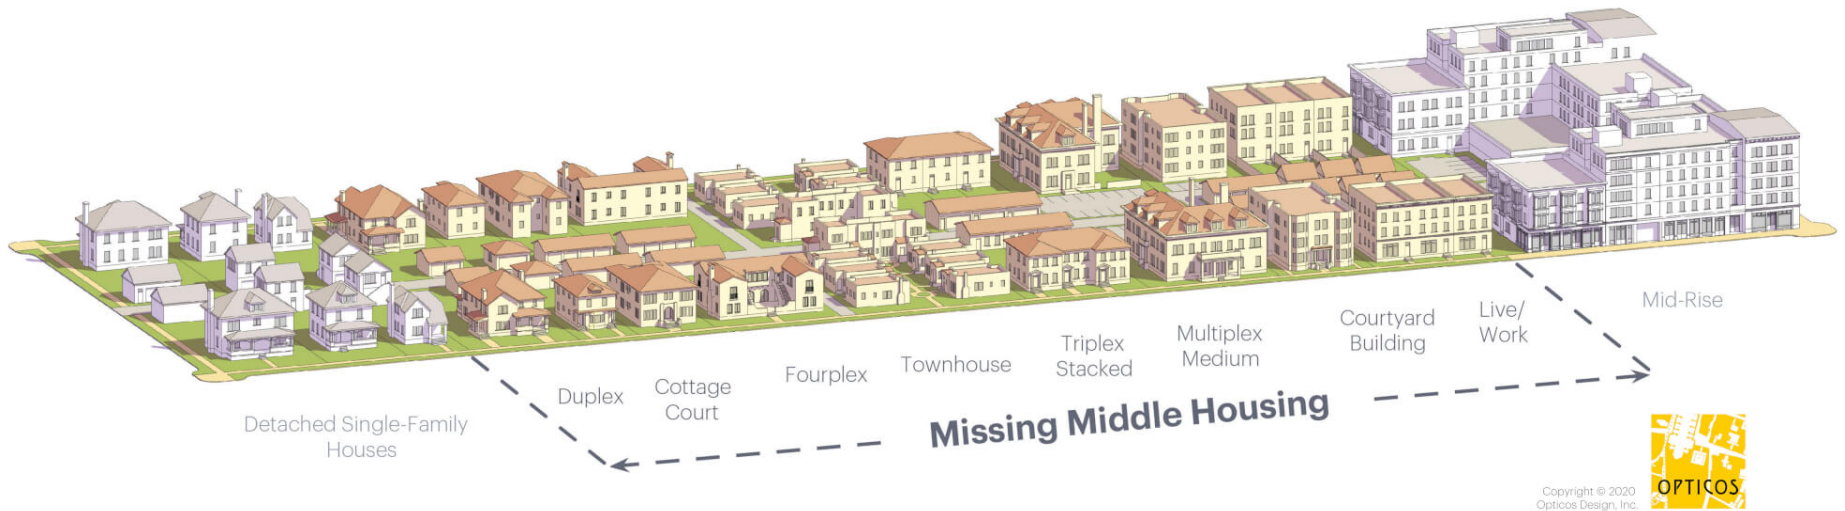 Detached Single-Family
Houses
Duplex
Cottage
Court
Fourplex
Townhouse
Triplex
Stacked
Multiplex
Medium
Courtyard
Building
Live/
Work
Mid-Rise
Missing Middle Housing
Copyright © 2020
Opticos Design, Inc.
OPTICOS